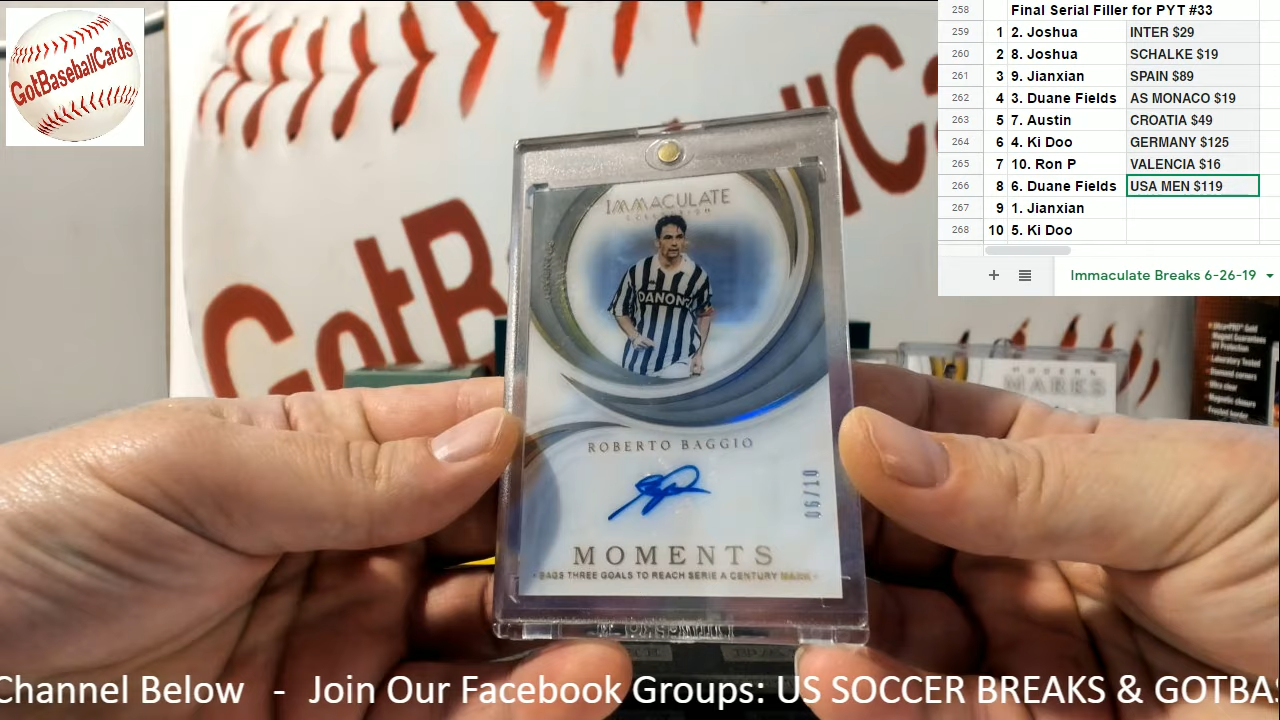 GotBaseballCards
258 Final Serial Filler for PYT #33
259 1 2. Joshua INTER $29
260 2 8. Joshua SCHALKE $19
261 3 9. Jianxian SPAIN $89
262 4 3. Duane Fields AS MONACO $19
263 5 7. Austin CROATIA $49
264 6 4. Ki Doo GERMANY $125
265 7 10. Ron P VALENCIA $16
266 8 6. Duane Fields USA MEN $119
267 9 1. Jianxian
268 10 5. Ki Doo
+ Immaculate Breaks 6-26-19
GotB
IMMACULATE
COLLECTION
DANONE
ROBERTO BAGGIO
06/10
MOMENTS
BAGS THREE GOALS TO REACH SERIE A CENTURY MARK
MODERN
MARKS
Channel Below - Join Our Facebook Groups: US SOCCER BREAKS & GOTBA